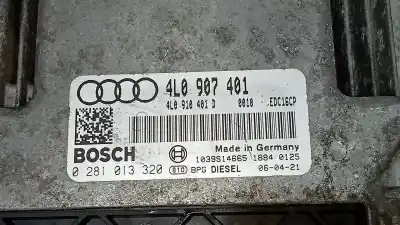 4L0 907 401
4L0 910 401 D 0010 EDC16CP
BOSCH
Made in Germany
1039S14665 1884 0125
0 281 013 320 BPG DIESEL 06-04-21